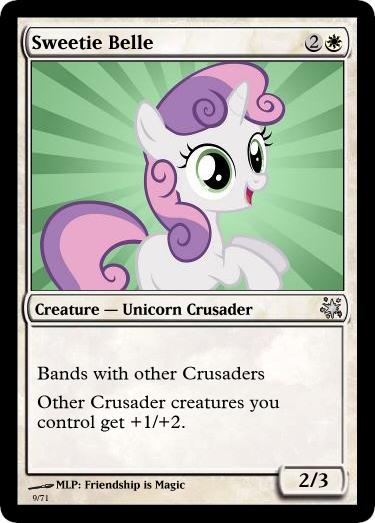 Sweetie Belle 2
Creature — Unicorn Crusader
Bands with other Crusaders
Other Crusader creatures you
control get +1/+2.
2/3
MLP: Friendship is Magic
9/71